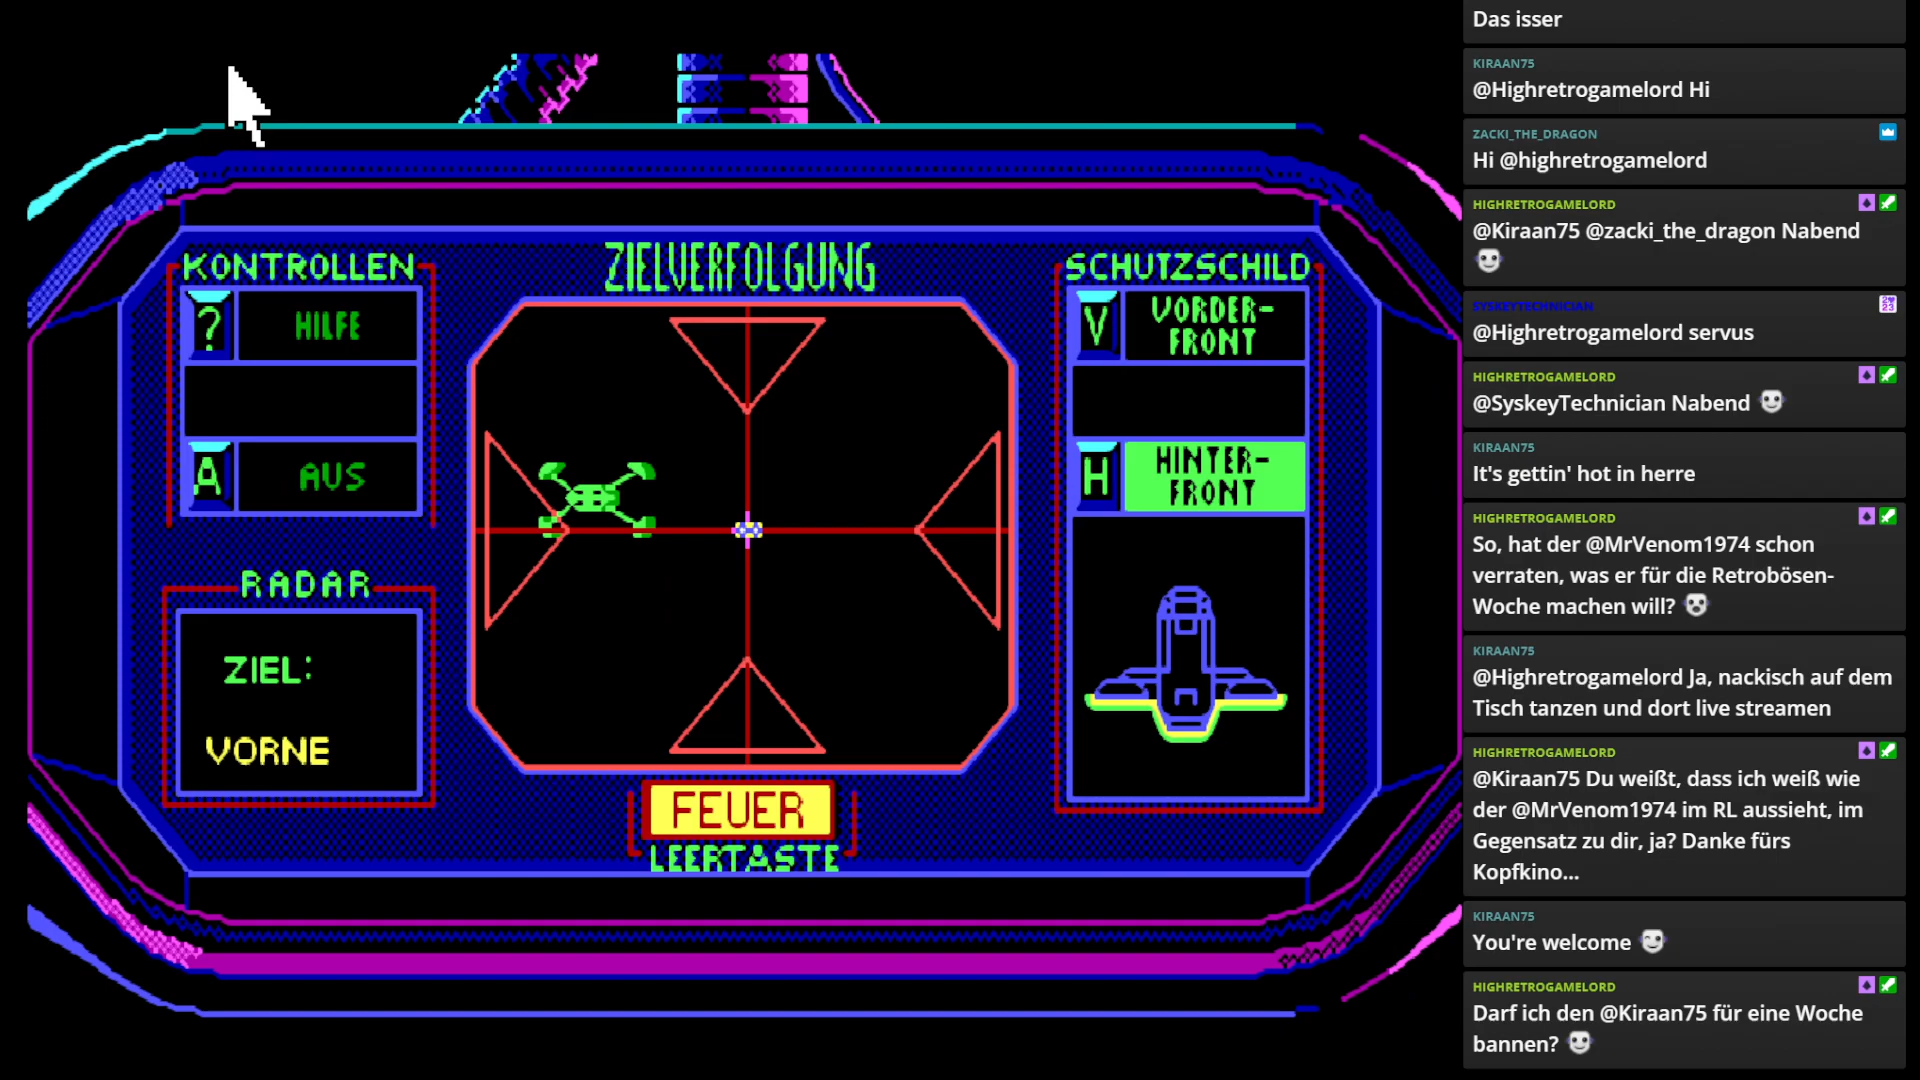 KONTROLLEN
? HILFE
A AUS
RADAR
ZIEL:
VORNE
ZIELVERFOLGUNG
FEUER
LEERTASTE
SCHUTZSCHILD
V VORDER-
FRONT
H HINTER-
FRONT
Das isser
KIRAAN75
@Highretrogamelord Hi
ZACKI_THE_DRAGON
Hi @highretrogamelord
HIGHRETROGAMELORD
@Kiraan75 @zacki_the_dragon Nabend
SYSKEYTECHNICIAN
@Highretrogamelord servus
HIGHRETROGAMELORD
@SyskeyTechnician Nabend
KIRAAN75
It's gettin' hot in herre
HIGHRETROGAMELORD
So, hat der @MrVenom1974 schon
verraten, was er für die Retrobösen-
Woche machen will?
KIRAAN75
@Highretrogamelord Ja, nackisch auf dem
Tisch tanzen und dort live streamen
HIGHRETROGAMELORD
@Kiraan75 Du weißt, dass ich weiß wie
der @MrVenom1974 im RL aussieht, im
Gegensatz zu dir, ja? Danke fürs
Kopfkino...
KIRAAN75
You're welcome
HIGHRETROGAMELORD
Darf ich den @Kiraan75 für eine Woche
bannen?